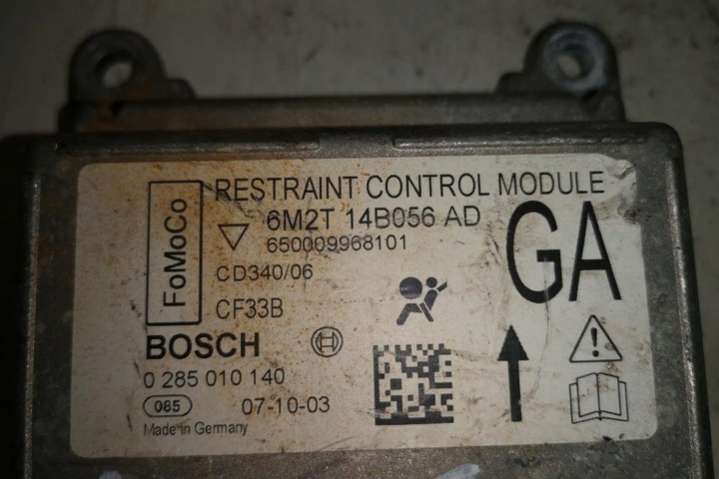 FoMoCo
RESTRAINT CONTROL MODULE
6M2T 14B056 AD
650009968101
GA
CD340/06
CF33B
BOSCH
0 285 010 140
085 07-10-03
Made in Germany